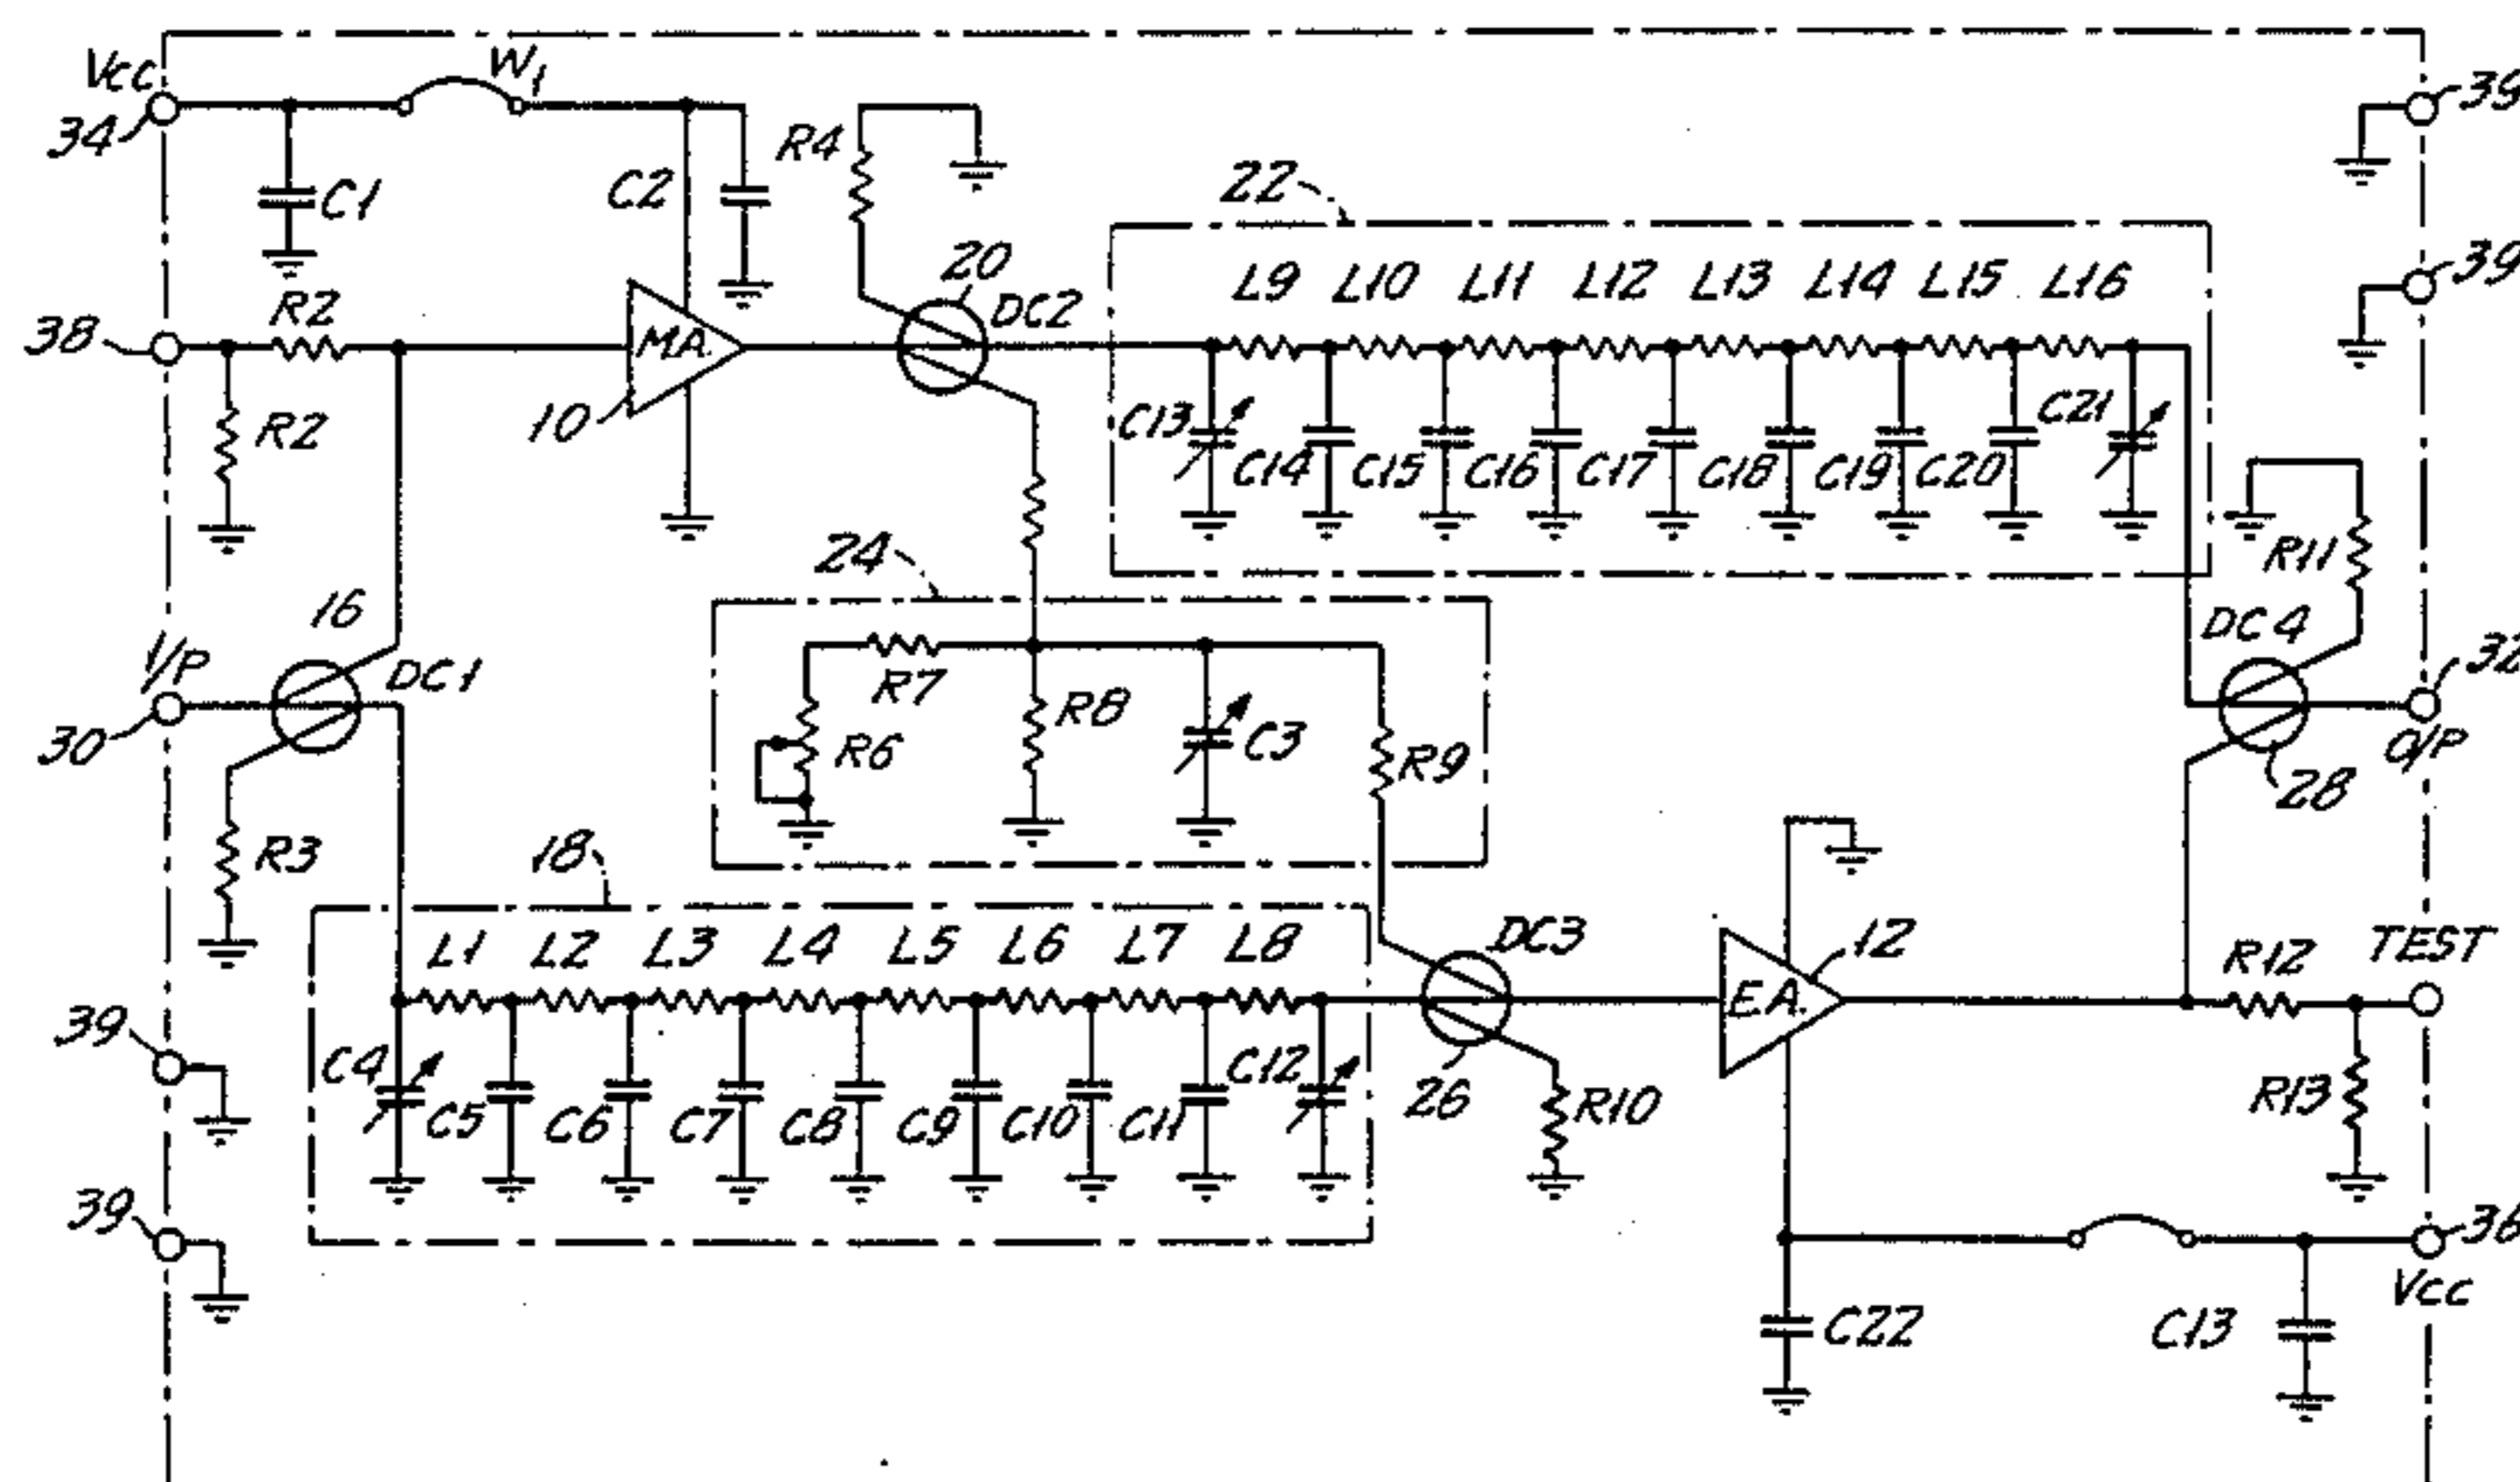 Vcc
W1
39
34
R4
C1
C2
22
39
20
DC2
L9 L10 L11 L12 L13 L14 L15 L16
R2
38
M.A.
R2
10
C13
C14 C15 C16 C17 C18 C19 C20
C21
24
R11
16
DC4
I/P
DC1
32
R7
R8
30
R6
C3
R9
O/P
28
R3
18
DC3
12
TEST
L1 L2 L3 L4 L5 L6 L7 L8
R12
E.A.
39
C4
C5 C6 C7 C8 C9 C10 C11
C12
26
R10
R13
39
36
Vcc
C22
C13